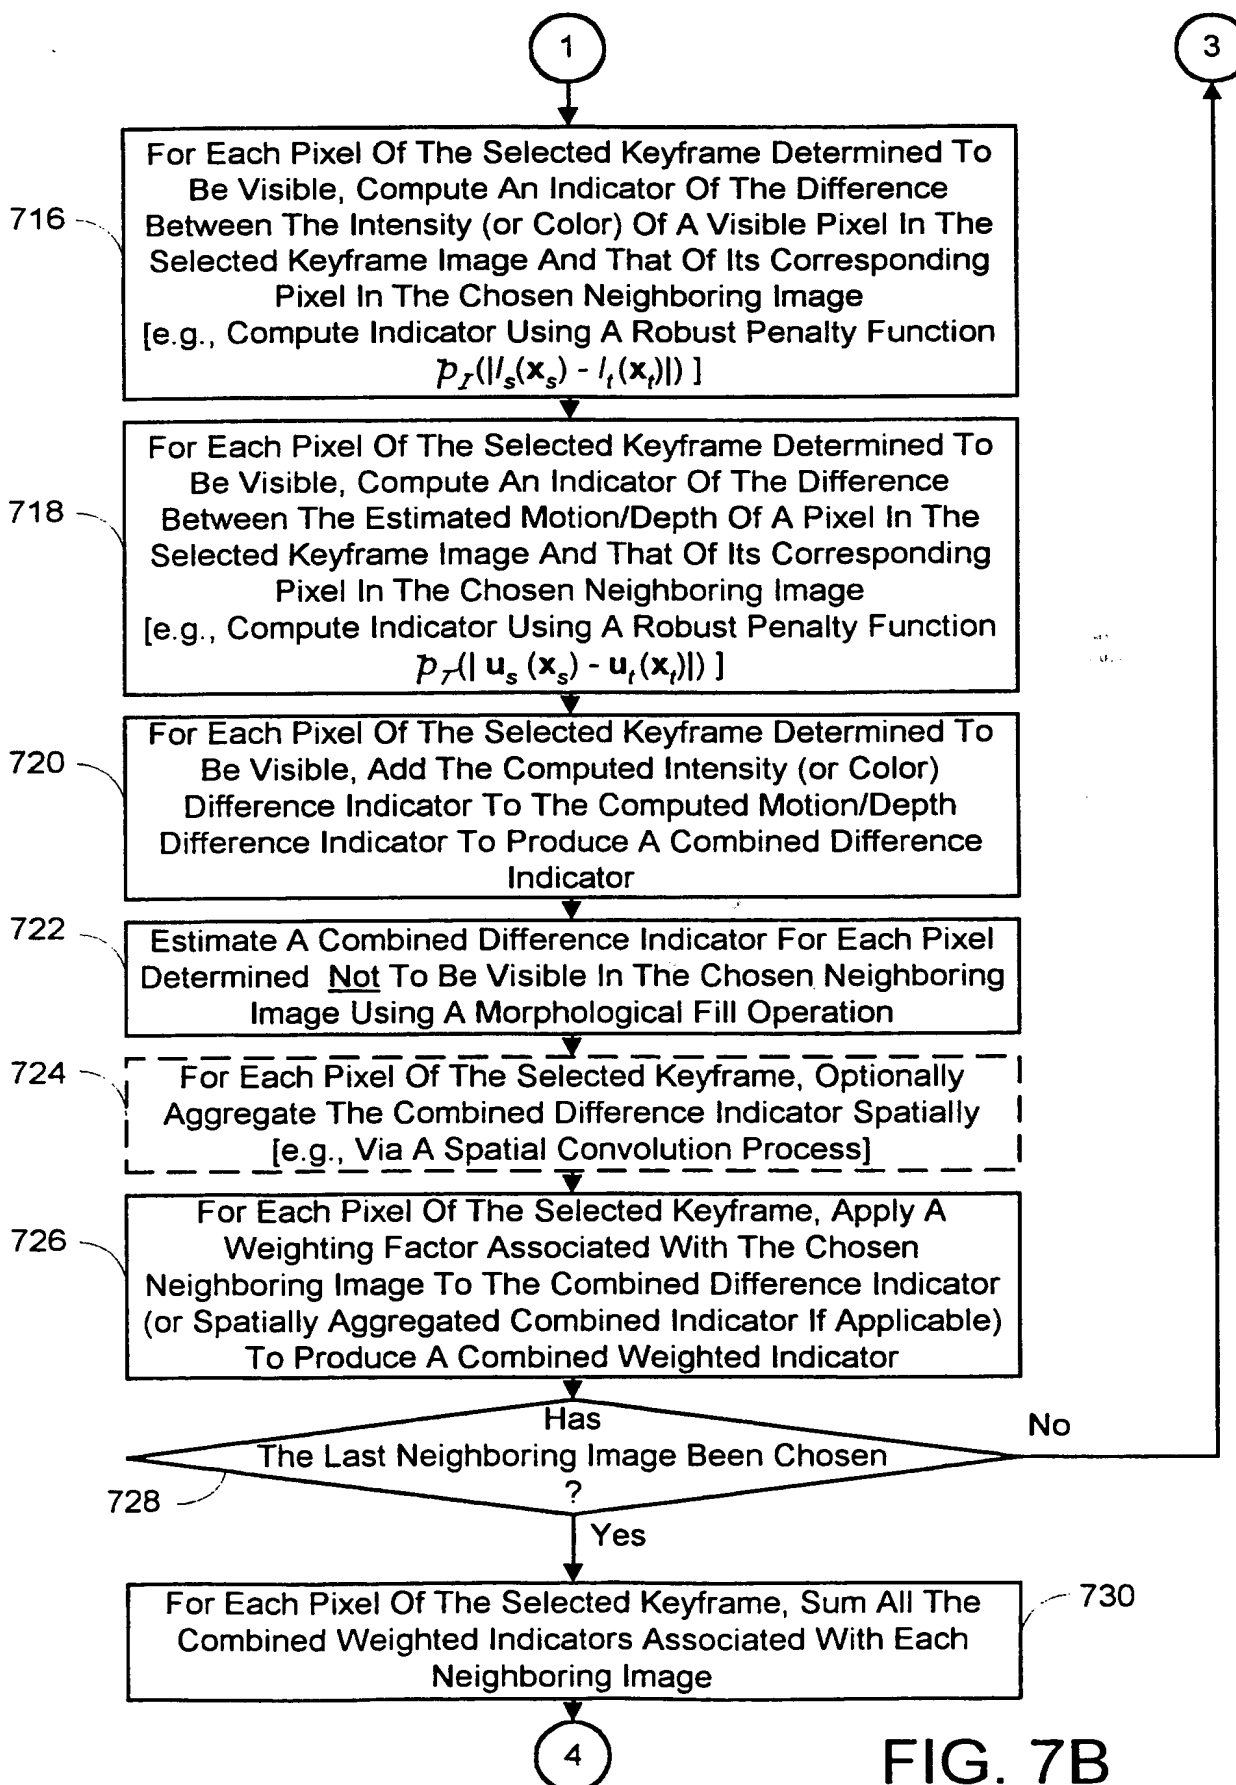 1
3
For Each Pixel Of The Selected Keyframe Determined To
Be Visible, Compute An Indicator Of The Difference
Between The Intensity (or Color) Of A Visible Pixel In The
Selected Keyframe Image And That Of Its Corresponding
Pixel In The Chosen Neighboring Image
[e.g., Compute Indicator Using A Robust Penalty Function
p_I(|I_s(x_s) - I_t(x_t)|) ]
716
For Each Pixel Of The Selected Keyframe Determined To
Be Visible, Compute An Indicator Of The Difference
Between The Estimated Motion/Depth Of A Pixel In The
Selected Keyframe Image And That Of Its Corresponding
Pixel In The Chosen Neighboring Image
[e.g., Compute Indicator Using A Robust Penalty Function
p_T(| u_s (x_s) - u_t(x_t)|) ]
718
For Each Pixel Of The Selected Keyframe Determined To
Be Visible, Add The Computed Intensity (or Color)
Difference Indicator To The Computed Motion/Depth
Difference Indicator To Produce A Combined Difference
Indicator
720
Estimate A Combined Difference Indicator For Each Pixel
Determined Not To Be Visible In The Chosen Neighboring
Image Using A Morphological Fill Operation
722
For Each Pixel Of The Selected Keyframe, Optionally
Aggregate The Combined Difference Indicator Spatially
[e.g., Via A Spatial Convolution Process]
724
For Each Pixel Of The Selected Keyframe, Apply A
Weighting Factor Associated With The Chosen
Neighboring Image To The Combined Difference Indicator
(or Spatially Aggregated Combined Indicator If Applicable)
To Produce A Combined Weighted Indicator
726
Has
The Last Neighboring Image Been Chosen
?
728
No
Yes
For Each Pixel Of The Selected Keyframe, Sum All The
Combined Weighted Indicators Associated With Each
Neighboring Image
730
4
FIG. 7B